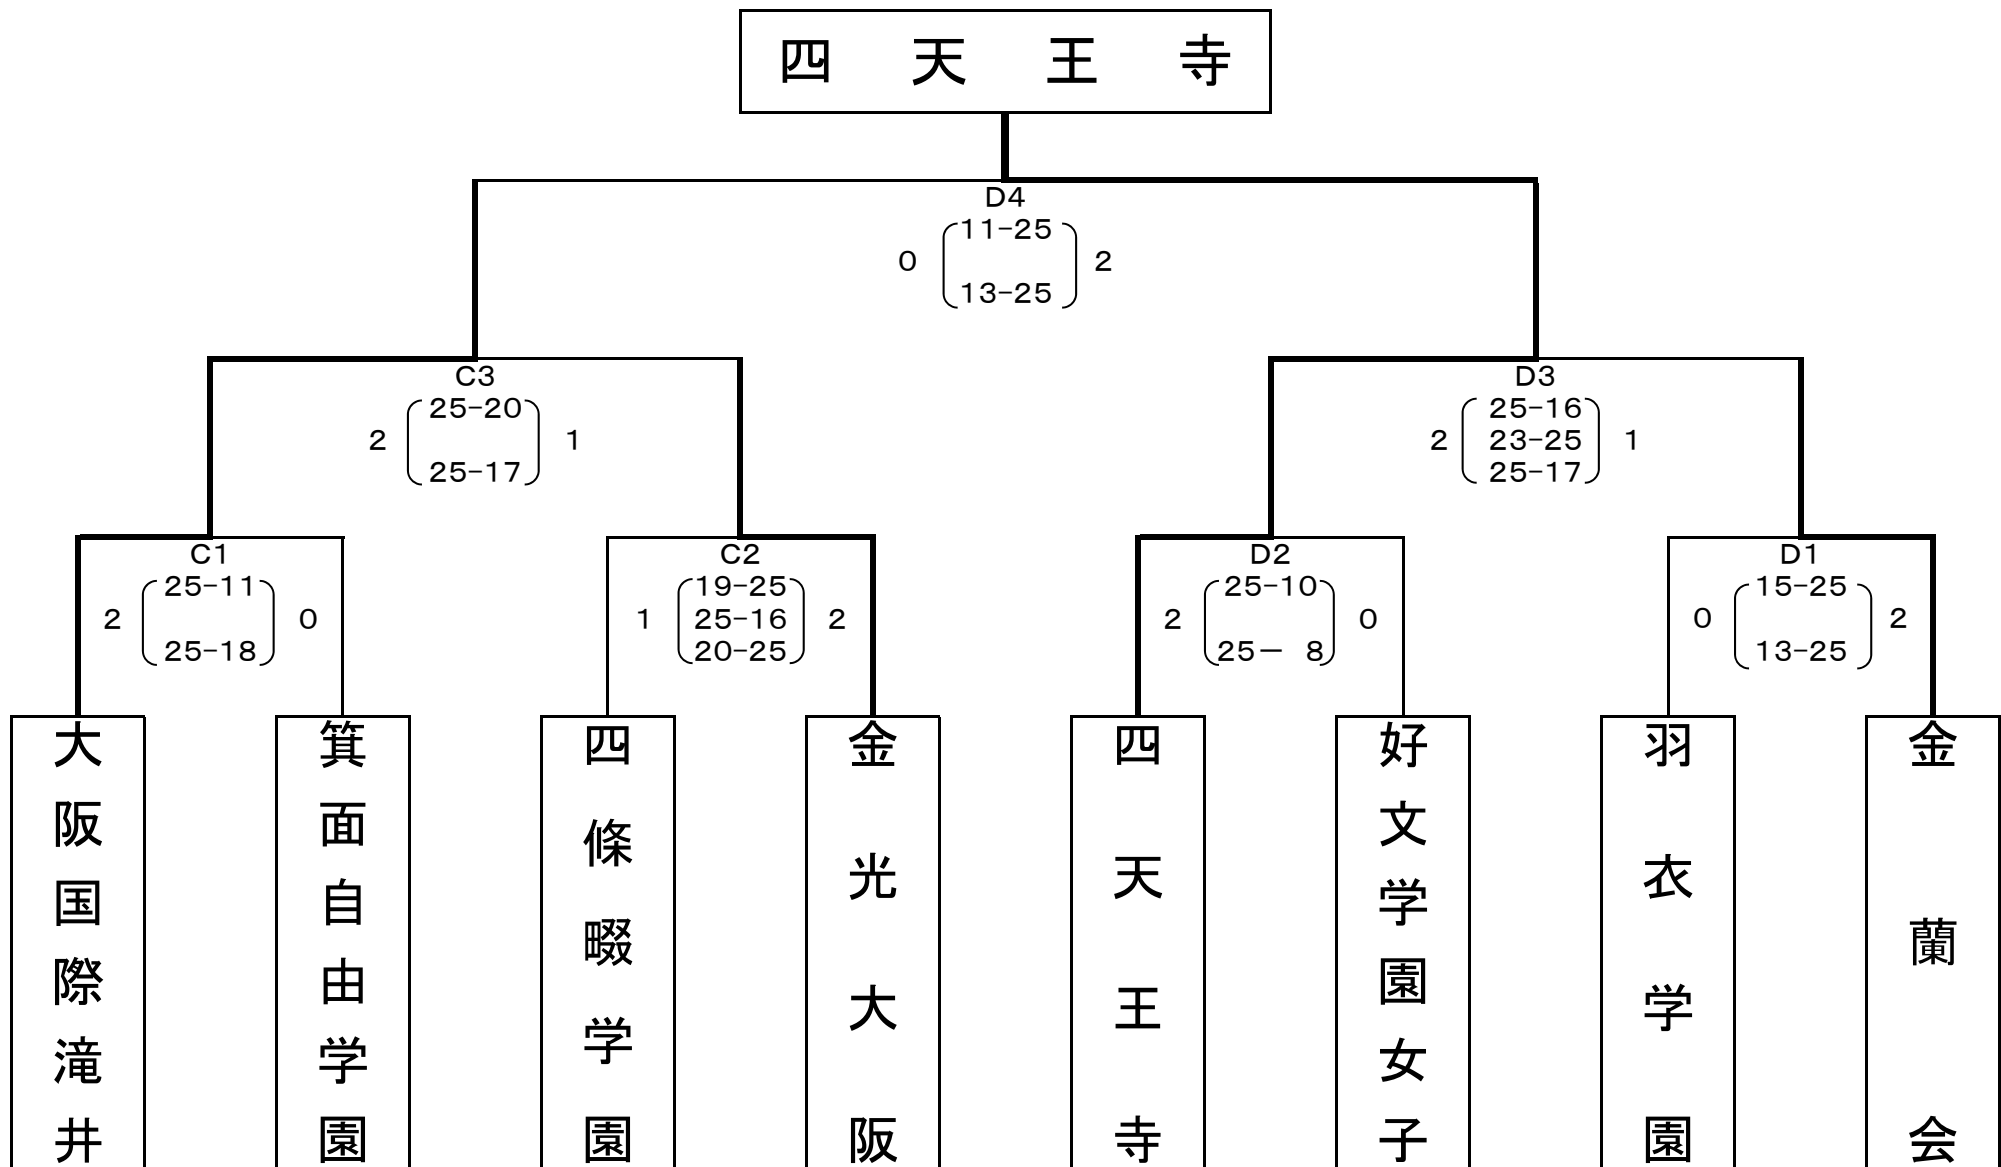 四天王寺
D4
11-25
0 2
13-25
C3
25-20
2 1
25-17
D3
25-16
2 23-25 1
25-17
C1
25-11
2 0
25-18
C2
19-25
1 25-16 2
20-25
D2
25-10
2 0
25- 8
D1
15-25
0 2
13-25
大阪国際滝井
箕面自由学園
四條畷学園
金光大阪
四天王寺
好文学園女子
羽衣学園
金蘭会